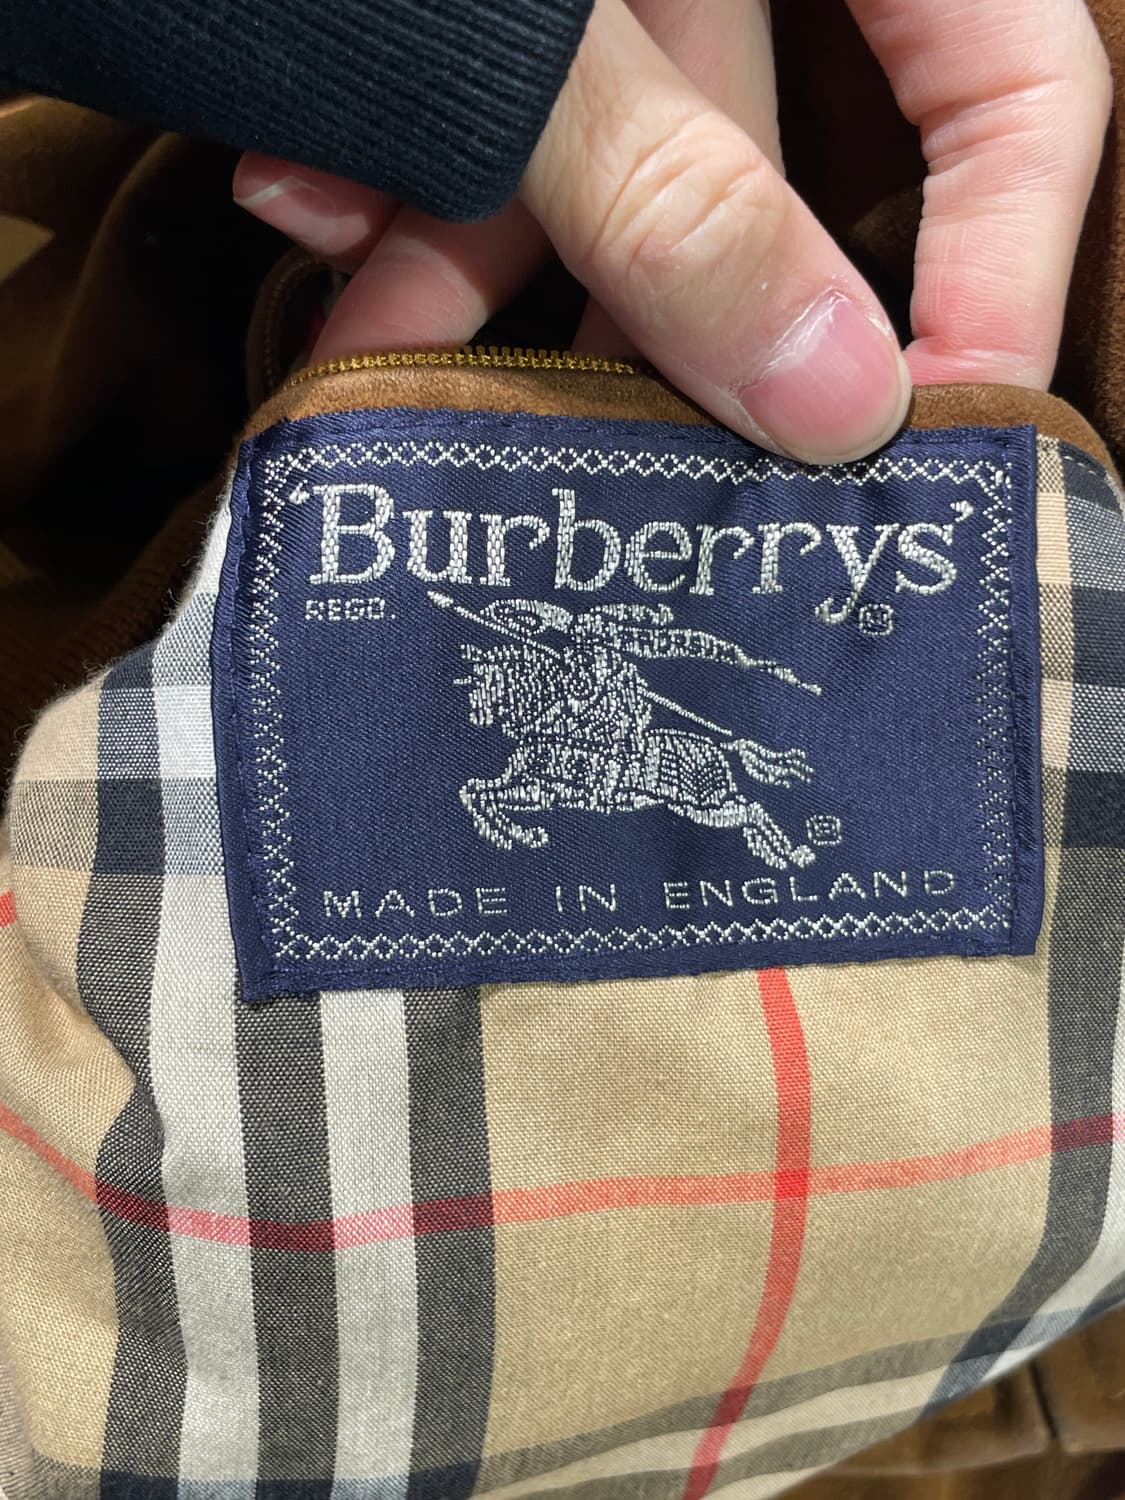 'Burberrys'
REGD.
®
®
MADE IN ENGLAND